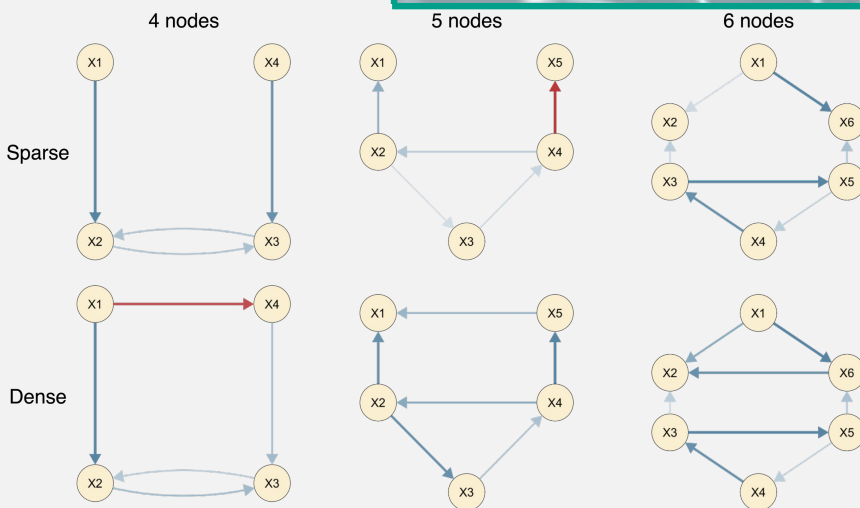 4 nodes
5 nodes
6 nodes
Sparse
X1
X4
X2
X3
X1
X5
X2
X4
X3
X1
X2
X6
X3
X5
X4
Dense
X1
X4
X2
X3
X1
X5
X2
X4
X3
X1
X2
X6
X3
X5
X4